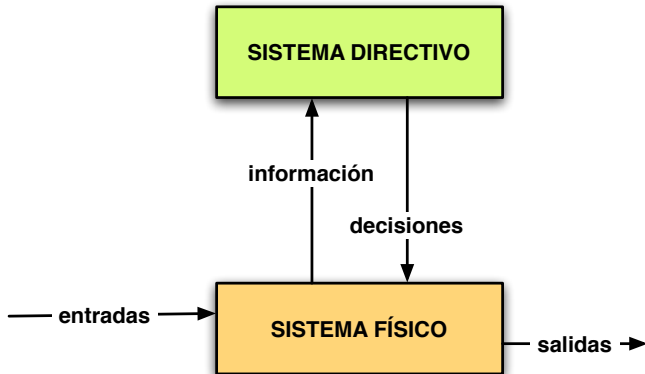 SISTEMA DIRECTIVO
información
decisiones
entradas
SISTEMA FÍSICO
salidas